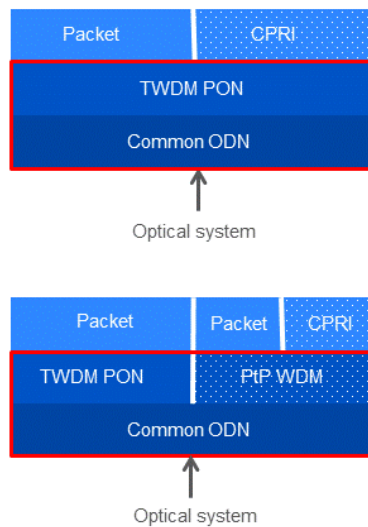 Packet CPRI
TWDM PON
Common ODN
Optical system
Packet Packet CPRI
TWDM PON PtP WDM
Common ODN
Optical system